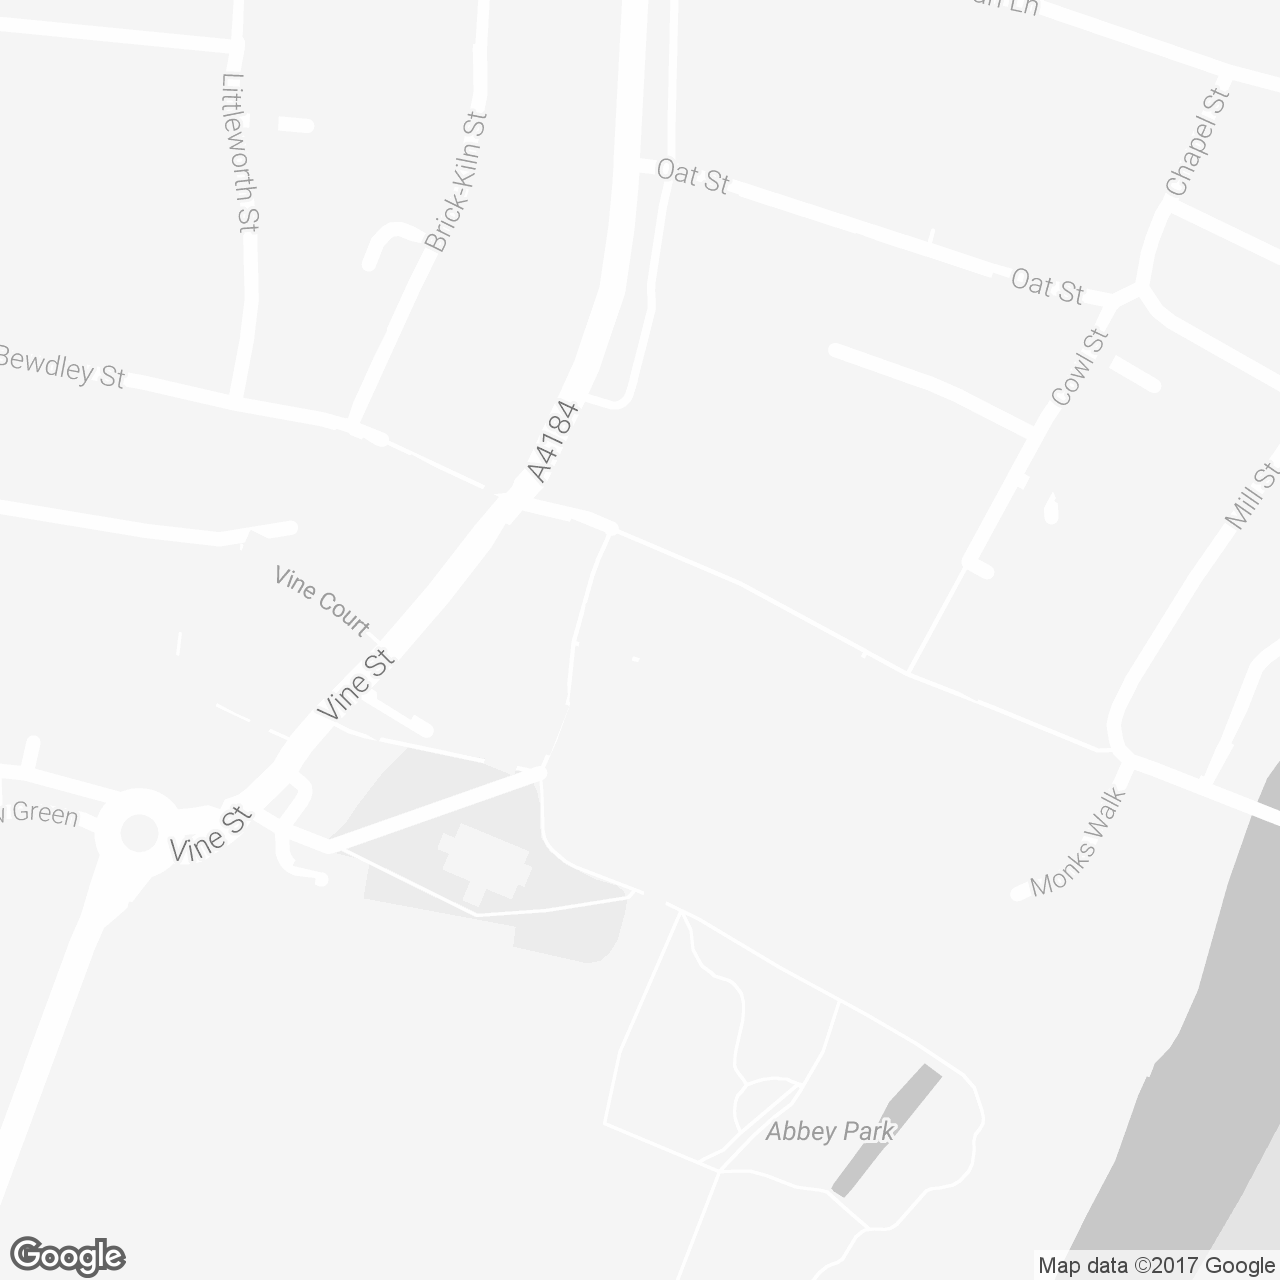 Ln
Littleworth St
Brick-Kiln St
Chapel St
Oat St
Oat St
Bewdley St
Cowl St
A4184
Mill St
Vine Court
Vine St
Green
Vine St
Monks Walk
Abbey Park
Google
Map data ©2017 Google